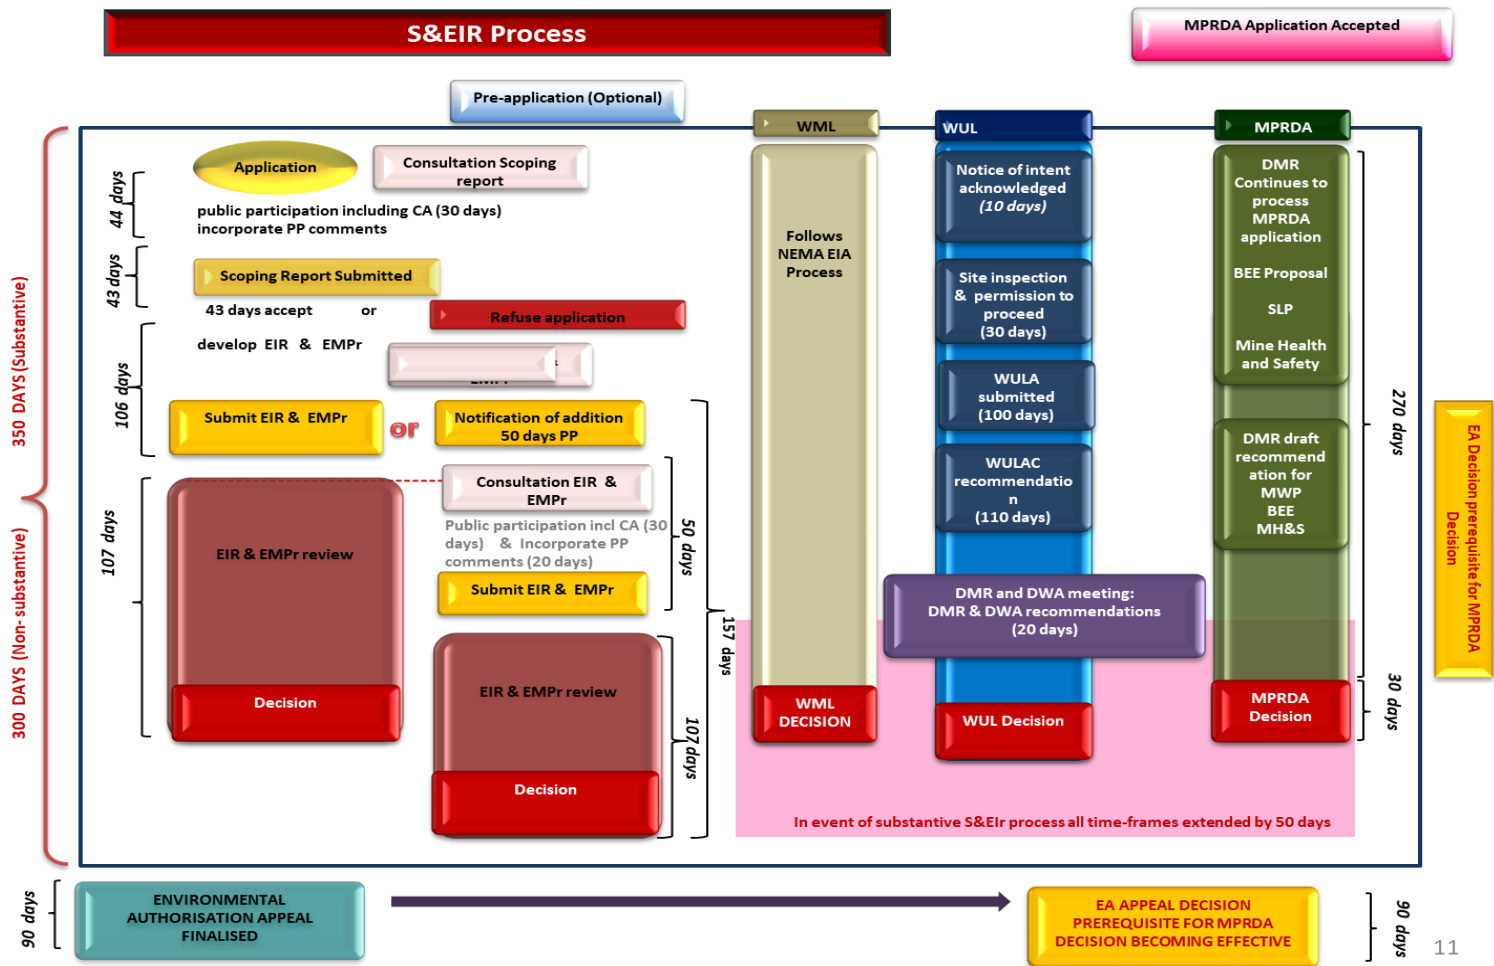 S&EIR Process
MPRDA Application Accepted
Pre-application (Optional)
WML
WUL
MPRDA
350 DAYS (Substantive)
300 DAYS (Non- substantive)
44 days
Application
Consultation Scoping
report
public participation including CA (30 days)
incorporate PP comments
43 days
Scoping Report Submitted
43 days accept or
Refuse application
106 days
develop EIR & EMPr
EMPr
Submit EIR & EMPr
or
Notification of addition
50 days PP
107 days
EIR & EMPr review
Decision
Consultation EIR &
EMPr
Public participation incl CA (30
days) & Incorporate PP
comments (20 days)
Submit EIR & EMPr
50 days
157 days
EIR & EMPr review
Decision
107 days
Follows
NEMA EIA
Process
WML
DECISION
Notice of intent
acknowledged
(10 days)
Site inspection
& permission to
proceed
(30 days)
WULA
submitted
(100 days)
WULAC
recommendatio
n
(110 days)
DMR and DWA meeting:
DMR & DWA recommendations
(20 days)
WUL Decision
DMR
Continues to
process
MPRDA
application
BEE Proposal
SLP
Mine Health
and Safety
DMR draft
recommend
ation for
MWP
BEE
MH&S
MPRDA
Decision
270 days
30 days
EA Decision prerequisite for MPRDA
Decision
In event of substantive S&EIr process all time-frames extended by 50 days
90 days
ENVIRONMENTAL
AUTHORISATION APPEAL
FINALISED
EA APPEAL DECISION
PREREQUISITE FOR MPRDA
DECISION BECOMING EFFECTIVE
90 days
11